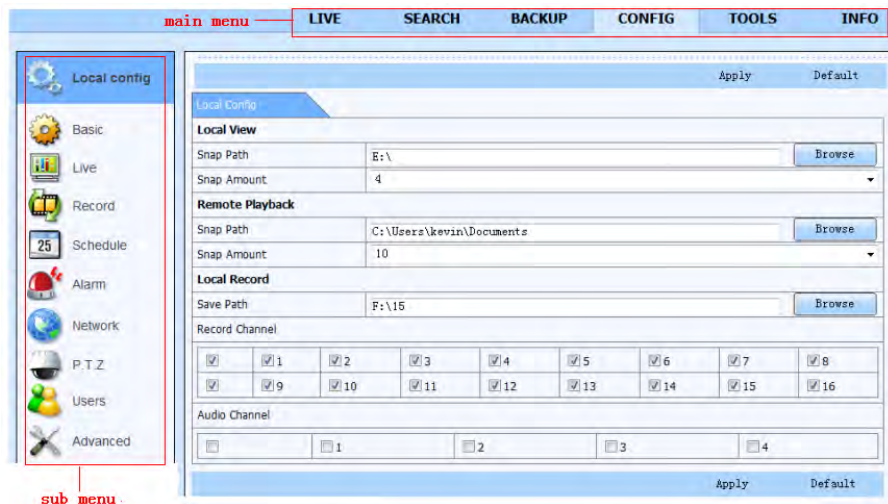 main menu LIVE SEARCH BACKUP CONFIG TOOLS INFO
Local config
Basic
Live
Record
25 Schedule
Alarm
Network
P.T.Z
Users
Advanced
sub menu
Apply Default
Local Config
Local View
Snap Path E:\ Browse
Snap Amount 4
Remote Playback
Snap Path C:\Users\kevin\Documents Browse
Snap Amount 10
Local Record
Save Path F:\15 Browse
Record Channel
1 2 3 4 5 6 7 8
9 10 11 12 13 14 15 16
Audio Channel
1 2 3 4
Apply Default